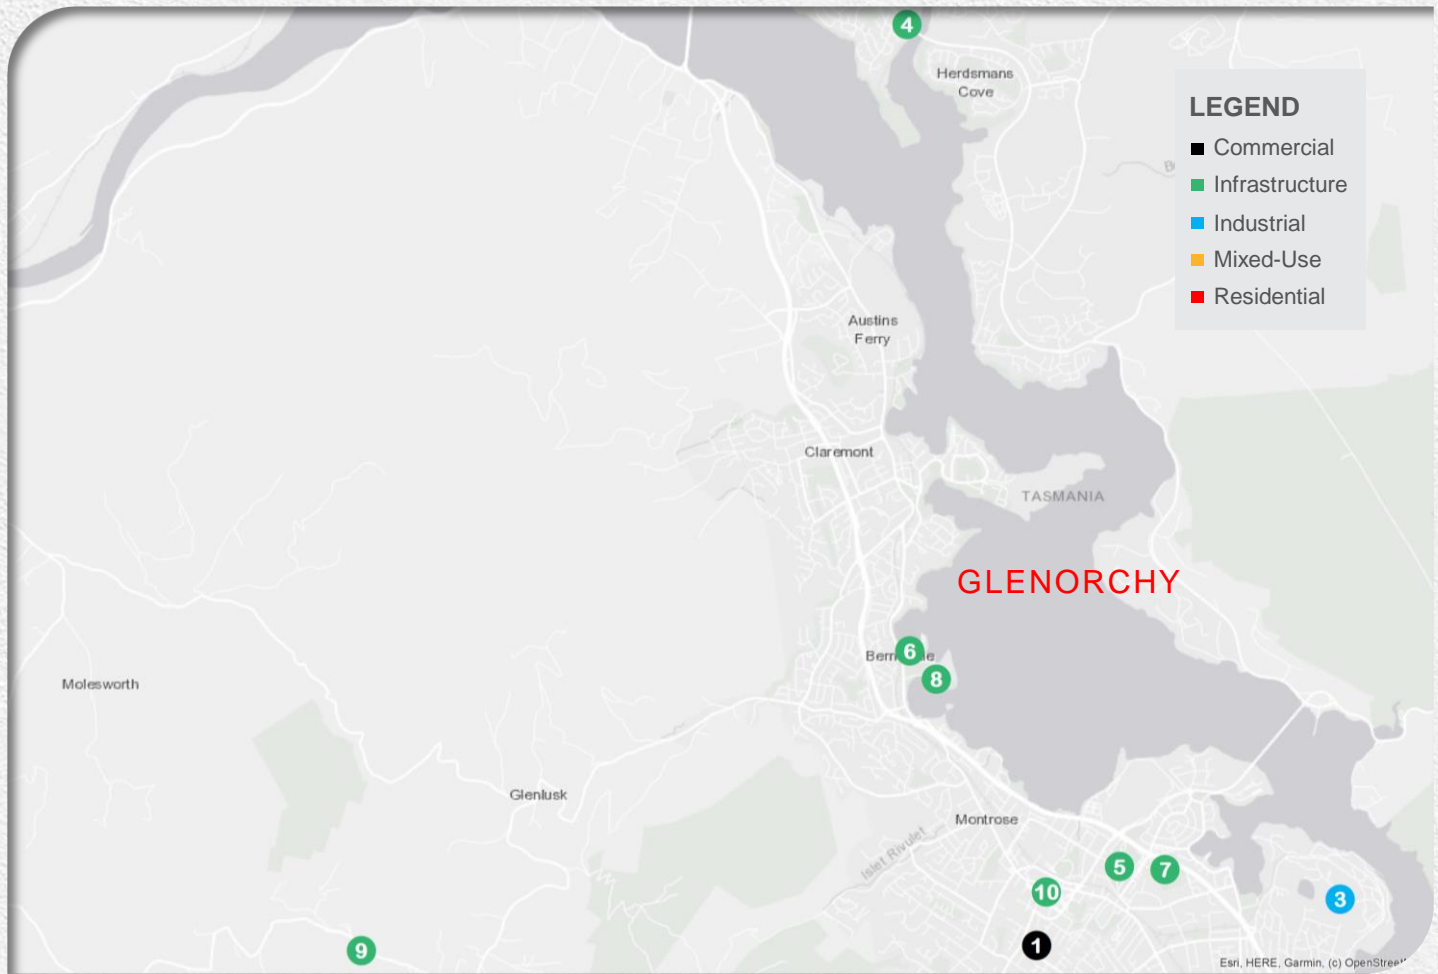 4
Herdsmans
Cove
LEGEND
Commercial
Infrastructure
Industrial
Mixed-Use
Residential
Austins
Ferry
Claremont
TASMANIA
GLENORCHY
6
8
Molesworth
Glenlusk
Montrose
Islet Rivulet
5
7
10
3
1
9
Esri, HERE, Garmin, (c)